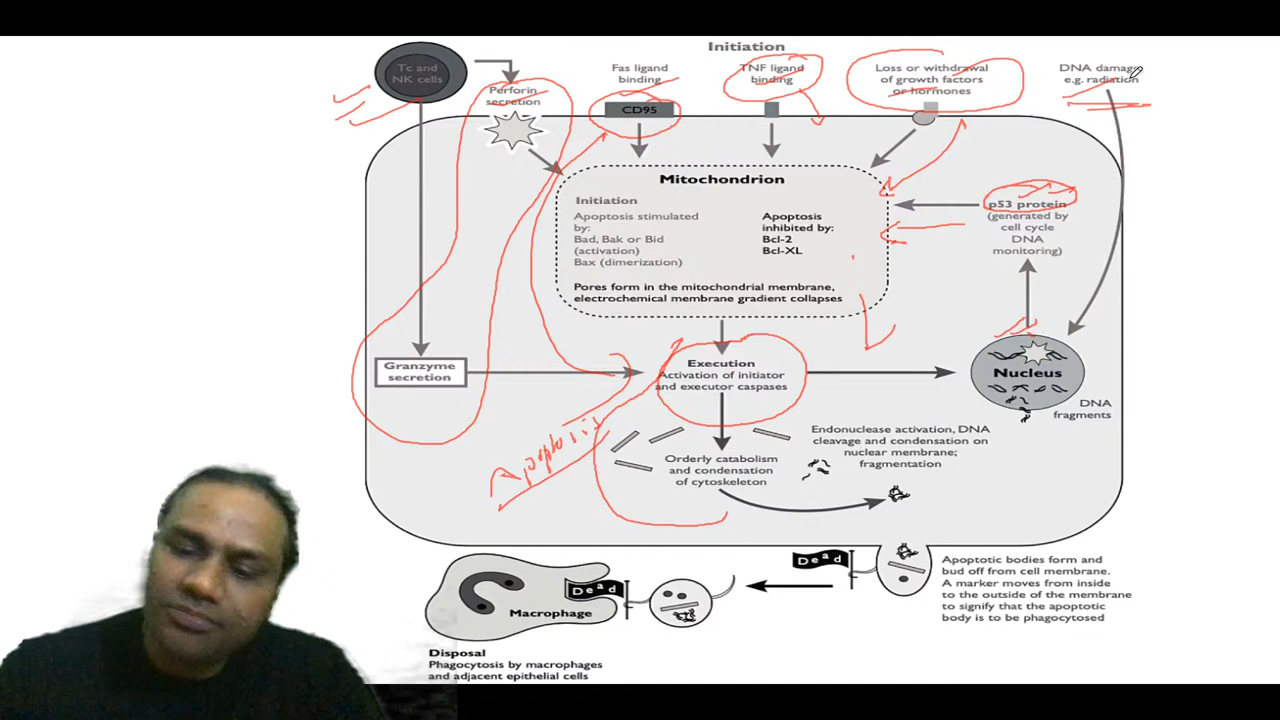 Initiation
Tc and
NK cells
Perforin
secretion
Fas ligand
binding
CD95
TNF ligand
binding
Loss or withdrawal
of growth factors
or hormones
DNA damage
e.g. radiation
Mitochondrion
Initiation
Apoptosis stimulated
by:
Bad, Bak or Bid
(activation)
Bax (dimerization)
Apoptosis
inhibited by:
Bcl-2
Bcl-XL
Pores form in the mitochondrial membrane,
electrochemical membrane gradient collapses
p53 protein
(generated by
cell cycle
DNA
monitoring)
Granzyme
secretion
Execution
Activation of initiator
and executor caspases
Nucleus
DNA
fragments
Apoptosis
Orderly catabolism
and condensation
of cytoskeleton
Endonuclease activation, DNA
cleavage and condensation on
nuclear membrane;
fragmentation
Dead
Apoptotic bodies form and
bud off from cell membrane.
A marker moves from inside
to the outside of the membrane
to signify that the apoptotic
body is to be phagocytosed
Dead
Macrophage
Disposal
Phagocytosis by macrophages
and adjacent epithelial cells